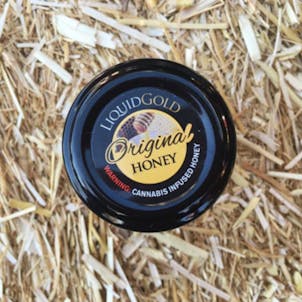 LIQUIDGOLD
Original
HONEY
WARNING: CANNABIS INFUSED HONEY